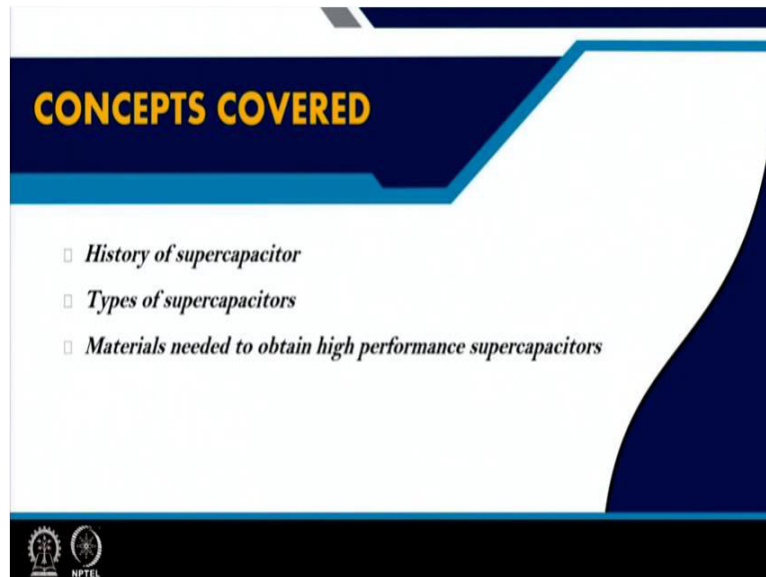 CONCEPTS COVERED
History of supercapacitor
Types of supercapacitors
Materials needed to obtain high performance supercapacitors
NPTEL